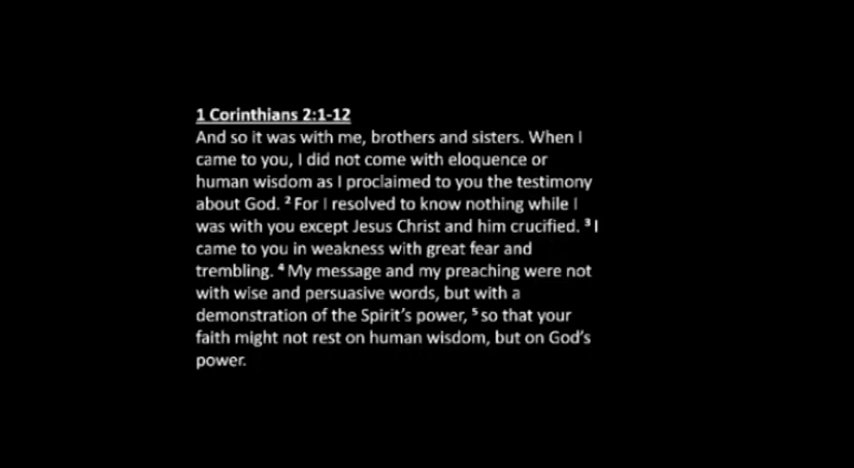 1 Corinthians 2:1-12
And so it was with me, brothers and sisters. When I
came to you, I did not come with eloquence or
human wisdom as I proclaimed to you the testimony
about God. ² For I resolved to know nothing while I
was with you except Jesus Christ and him crucified. ³ I
came to you in weakness with great fear and
trembling. ⁴ My message and my preaching were not
with wise and persuasive words, but with a
demonstration of the Spirit’s power, ⁵ so that your
faith might not rest on human wisdom, but on God’s
power.